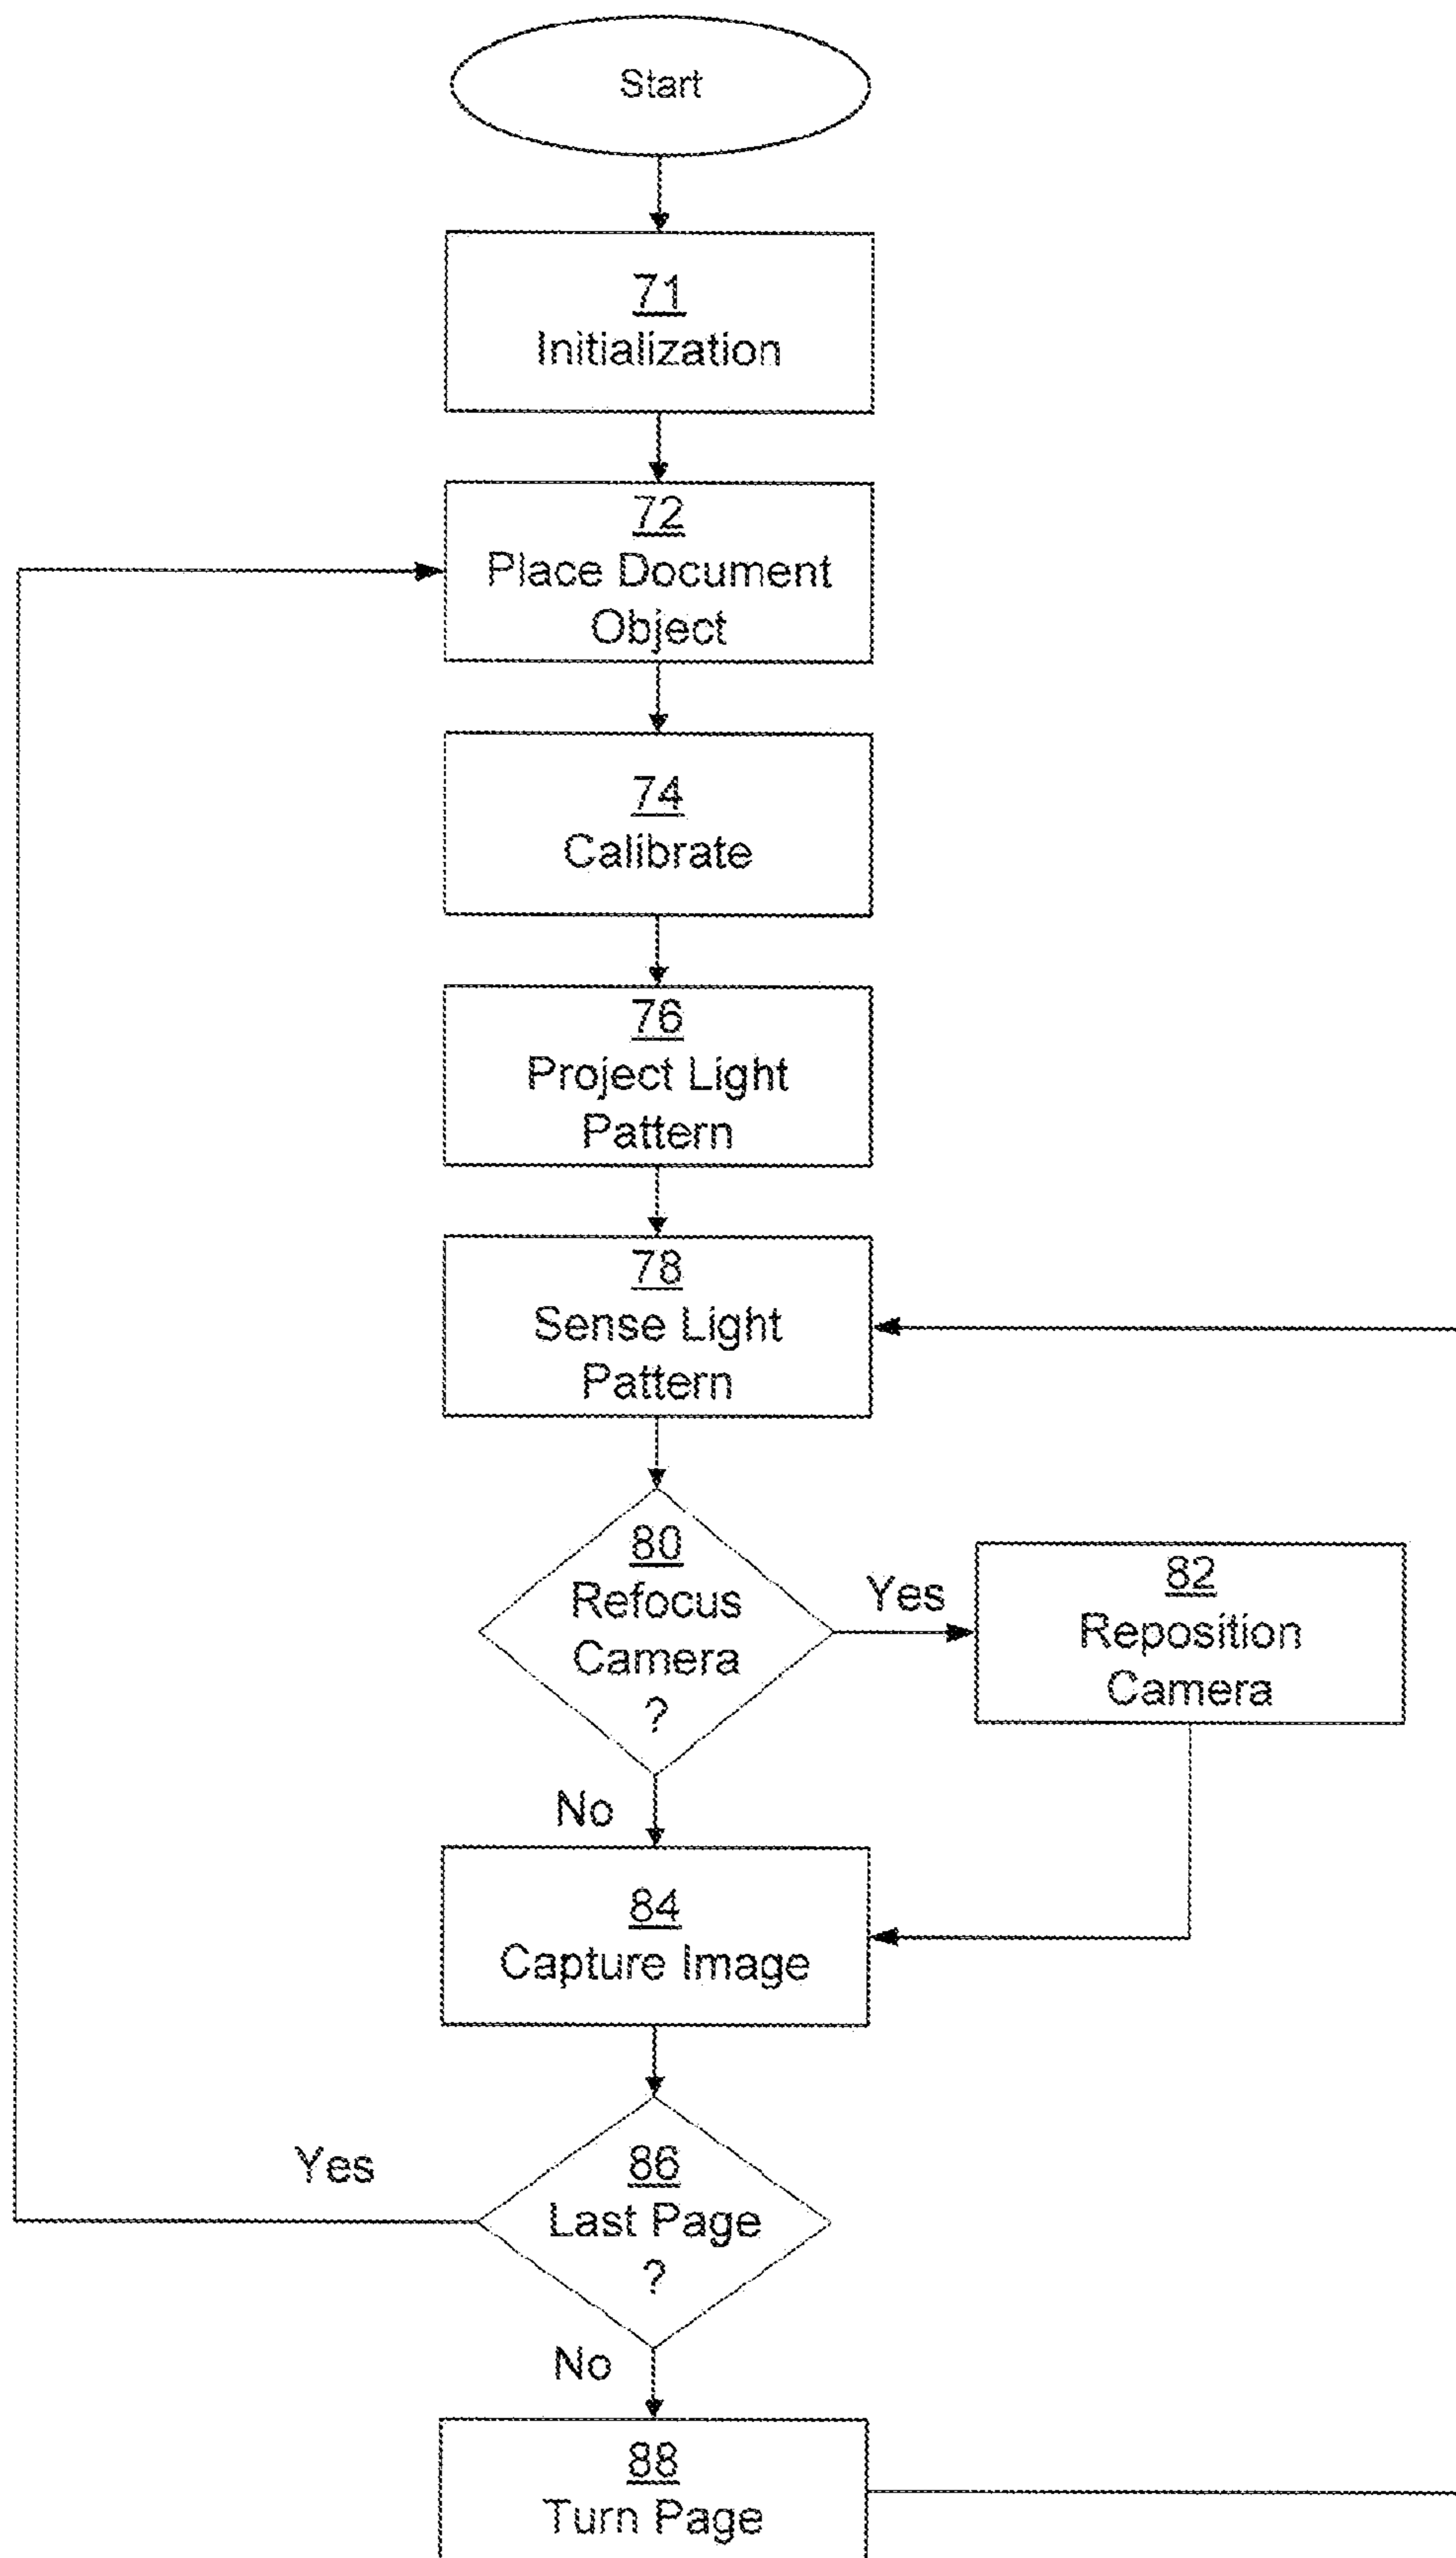 Start
71
Initialization
72
Place Document
Object
74
Calibrate
76
Project Light
Pattern
78
Sense Light
Pattern
80
Refocus
Camera
?
Yes
82
Reposition
Camera
No
84
Capture Image
Yes
86
Last Page
?
No
88
Turn Page